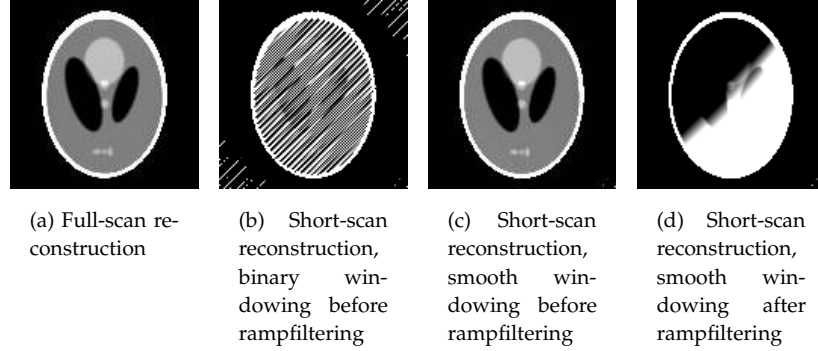 (a) Full-scan re-
construction
(b) Short-scan
reconstruction,
binary win-
dowing before
rampfiltering
(c) Short-scan
reconstruction,
smooth win-
dowing before
rampfiltering
(d) Short-scan
reconstruction,
smooth win-
dowing after
rampfiltering